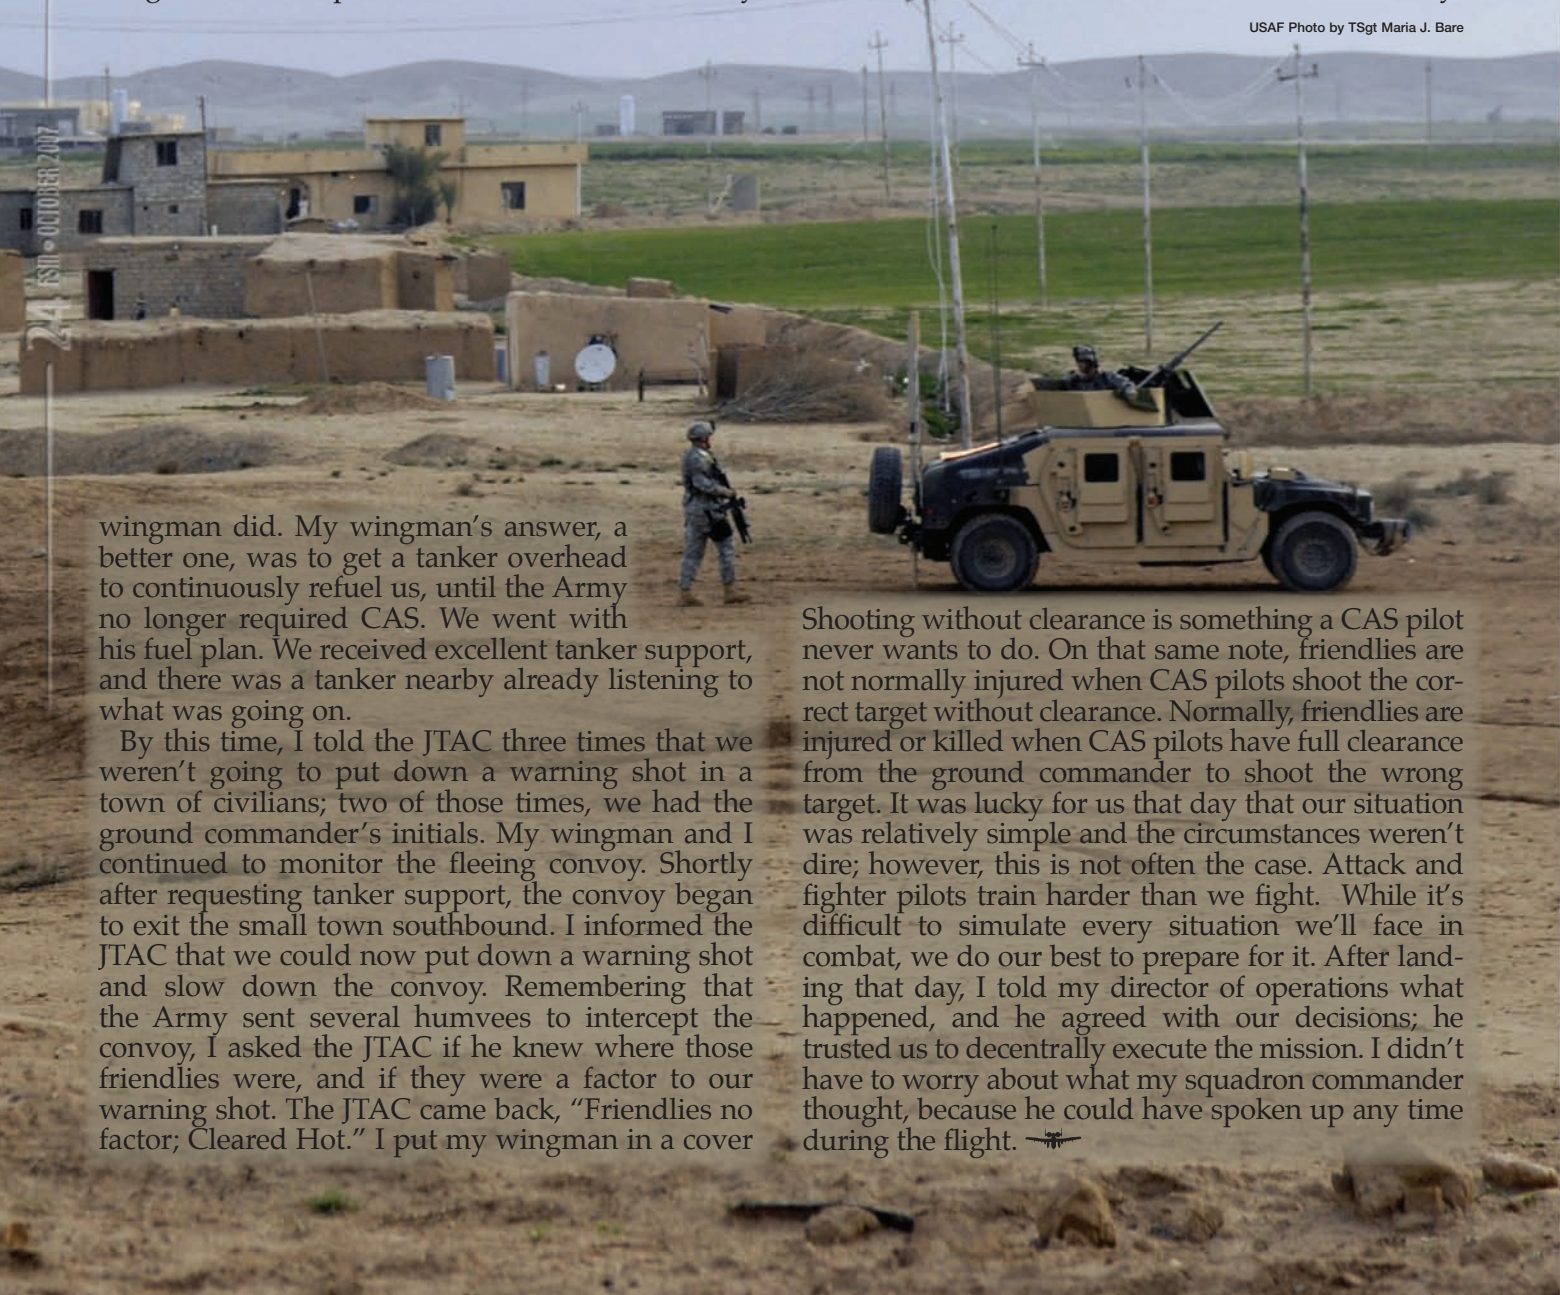 USAF Photo by TSgt Maria J. Bare
24 FSM • OCTOBER 2007
wingman did. My wingman's answer, a
better one, was to get a tanker overhead
to continuously refuel us, until the Army
no longer required CAS. We went with
his fuel plan. We received excellent tanker support,
and there was a tanker nearby already listening to
what was going on.
By this time, I told the JTAC three times that we
weren't going to put down a warning shot in a
town of civilians; two of those times, we had the
ground commander's initials. My wingman and I
continued to monitor the fleeing convoy. Shortly
after requesting tanker support, the convoy began
to exit the small town southbound. I informed the
JTAC that we could now put down a warning shot
and slow down the convoy. Remembering that
the Army sent several humvees to intercept the
convoy, I asked the JTAC if he knew where those
friendlies were, and if they were a factor to our
warning shot. The JTAC came back, “Friendlies no
factor; Cleared Hot.” I put my wingman in a cover
Shooting without clearance is something a CAS pilot
never wants to do. On that same note, friendlies are
not normally injured when CAS pilots shoot the cor-
rect target without clearance. Normally, friendlies are
injured or killed when CAS pilots have full clearance
from the ground commander to shoot the wrong
target. It was lucky for us that day that our situation
was relatively simple and the circumstances weren't
dire; however, this is not often the case. Attack and
fighter pilots train harder than we fight. While it's
difficult to simulate every situation we'll face in
combat, we do our best to prepare for it. After land-
ing that day, I told my director of operations what
happened, and he agreed with our decisions; he
trusted us to decentrally execute the mission. I didn't
have to worry about what my squadron commander
thought, because he could have spoken up any time
during the flight.